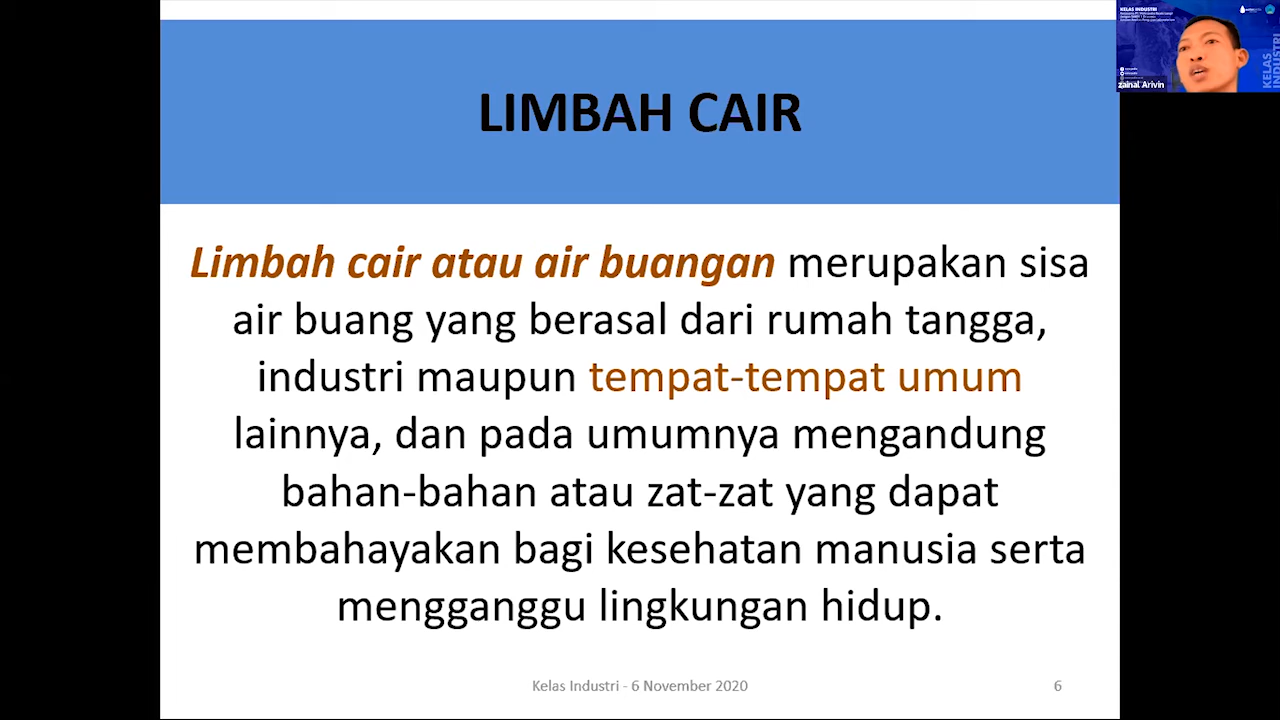 LIMBAH CAIR
Limbah cair atau air buangan merupakan sisa
air buang yang berasal dari rumah tangga,
industri maupun tempat-tempat umum
lainnya, dan pada umumnya mengandung
bahan-bahan atau zat-zat yang dapat
membahayakan bagi kesehatan manusia serta
mengganggu lingkungan hidup.
Kelas Industri - 6 November 2020
6
KELAS INDUSTRI
zainal Arivin
KELAS
INDUSTRI